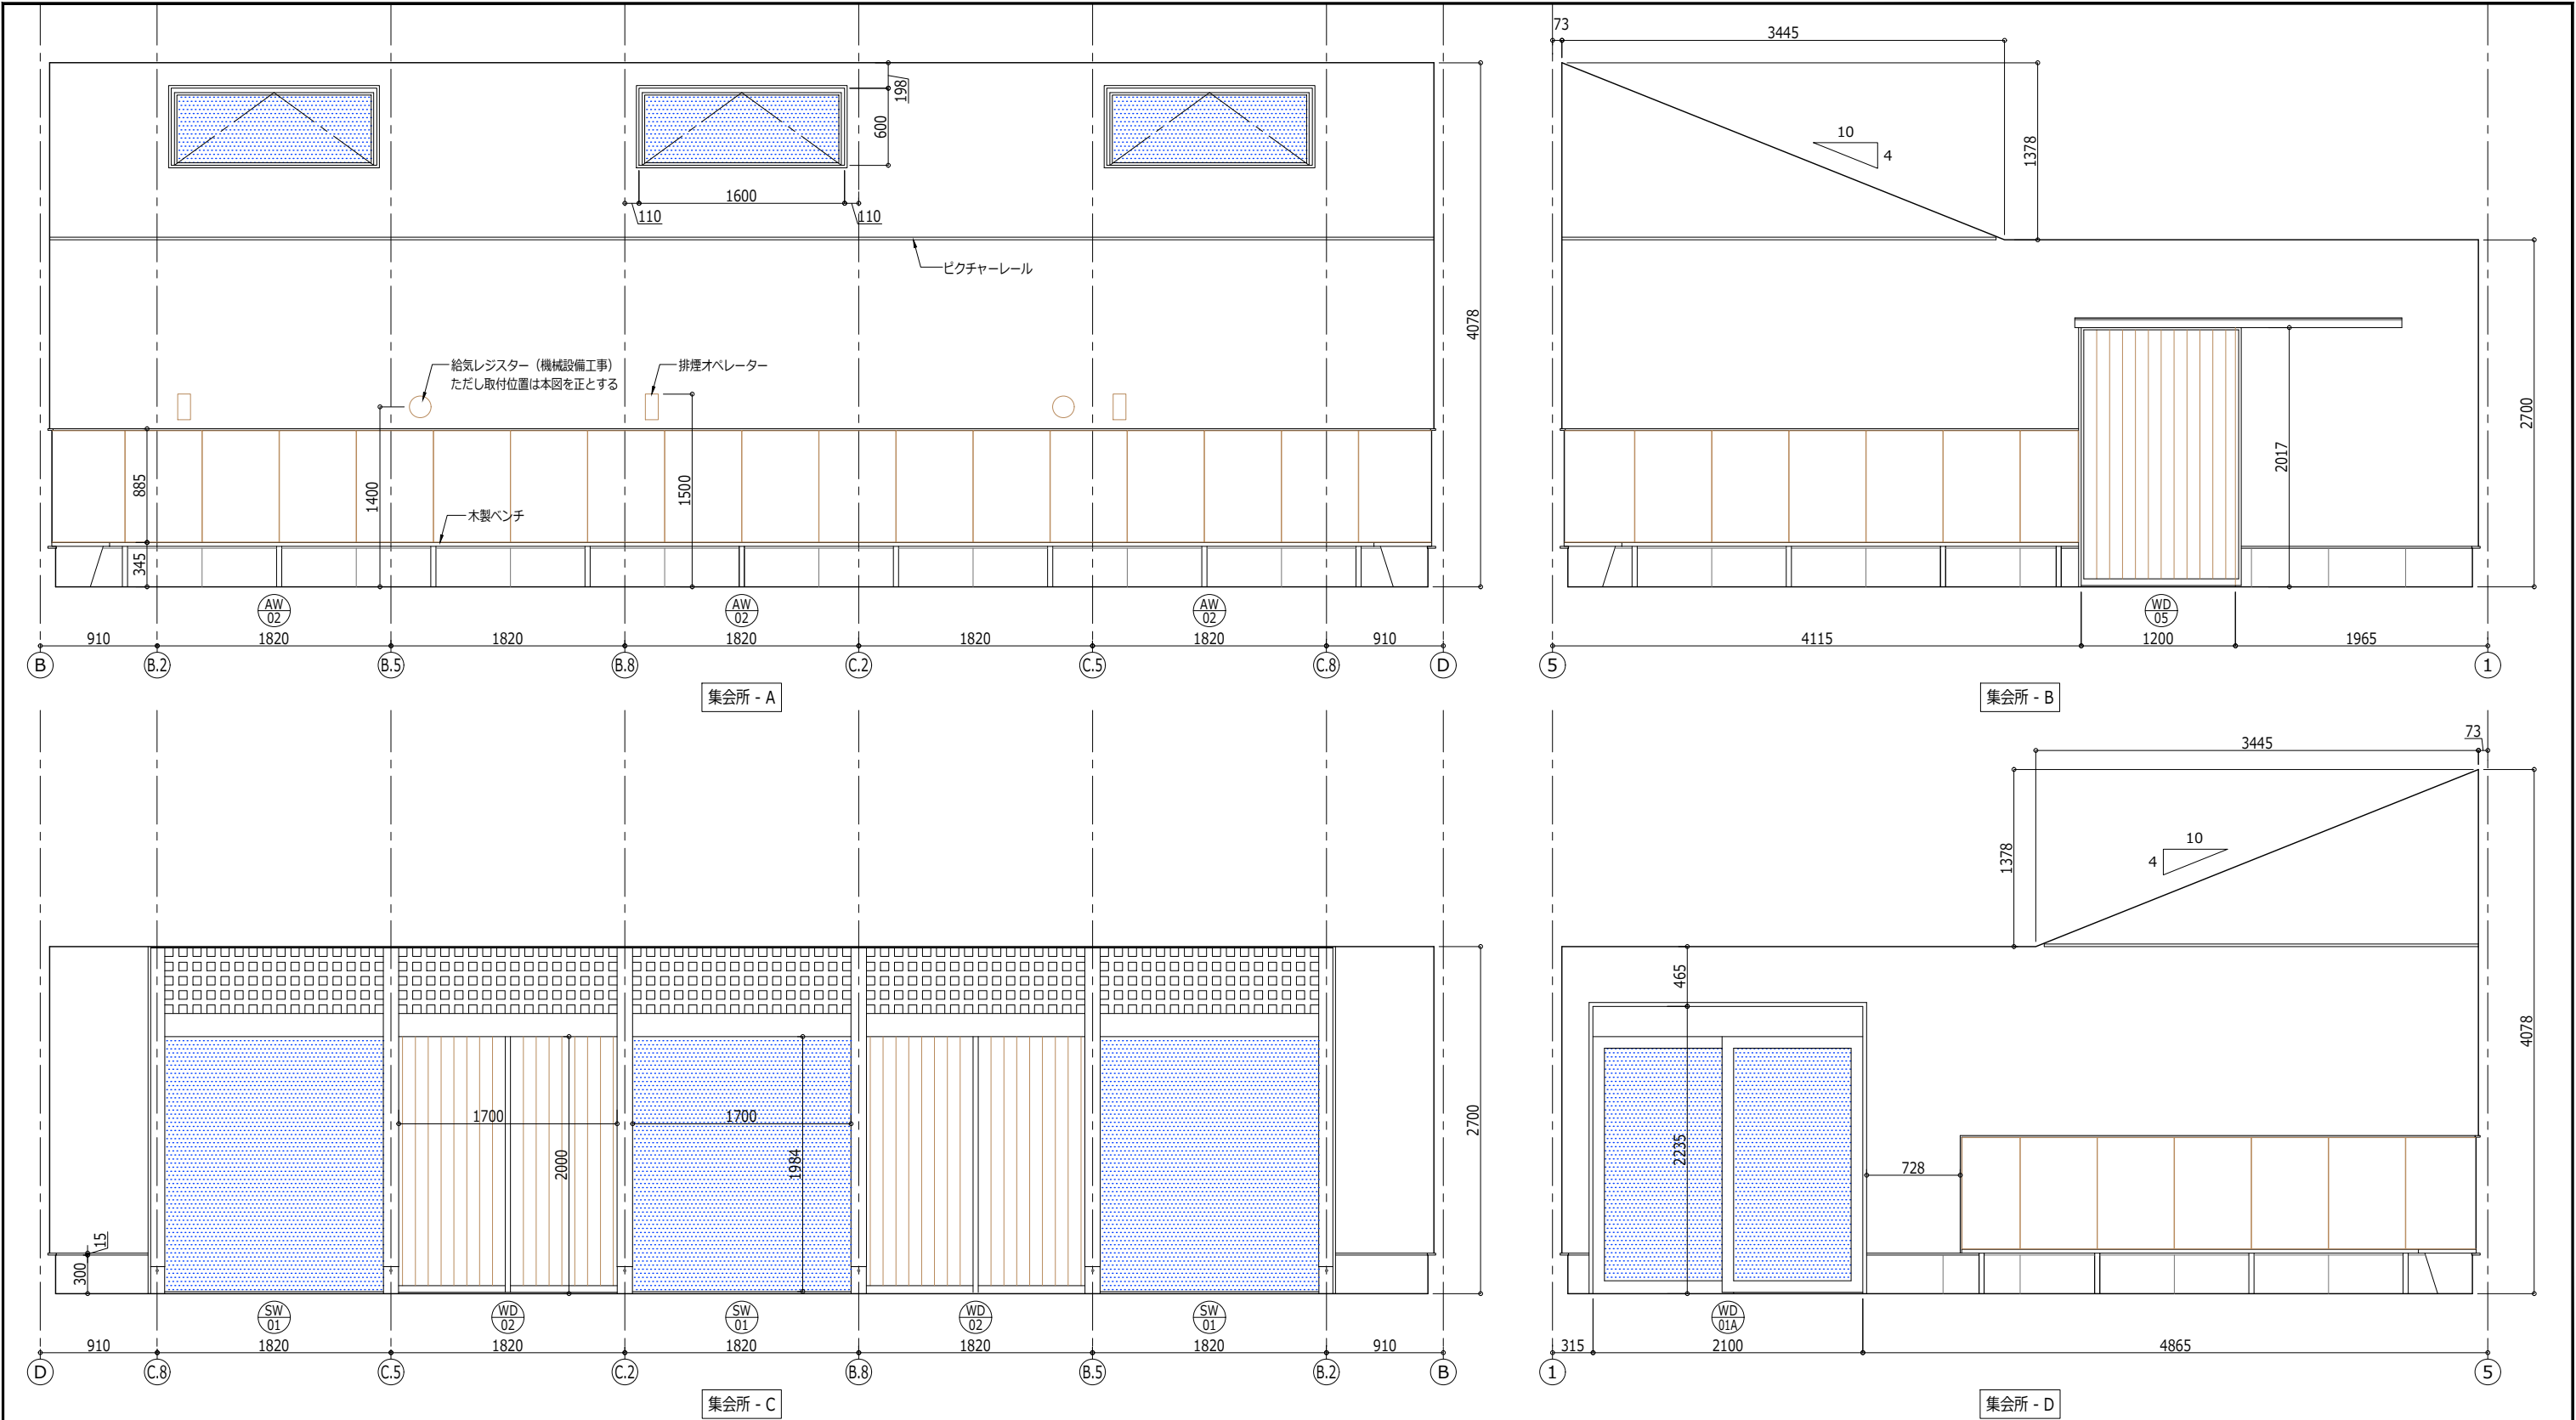 198
600
1600
110
110
ピクチャーレール
4078
給気レジスター（機械設備工事）
ただし取付位置は本図を正とする
排煙オペレーター
885
1400
1500
木製ベンチ
345
AW
02
AW
02
AW
02
910
1820
1820
1820
1820
1820
910
B
B.2
B.5
B.8
C.2
C.5
C.8
D
集会所 - A
73
3445
10
4
1378
2700
2017
WD
05
4115
1200
1965
5
1
集会所 - B
1700
1700
2000
1984
2700
15
300
SW
01
WD
02
SW
01
WD
02
SW
01
910
1820
1820
1820
1820
1820
910
D
C.8
C.5
C.2
B.8
B.5
B.2
B
集会所 - C
73
3445
10
4
1378
465
4078
2235
728
WD
01A
315
2100
4865
1
5
集会所 - D